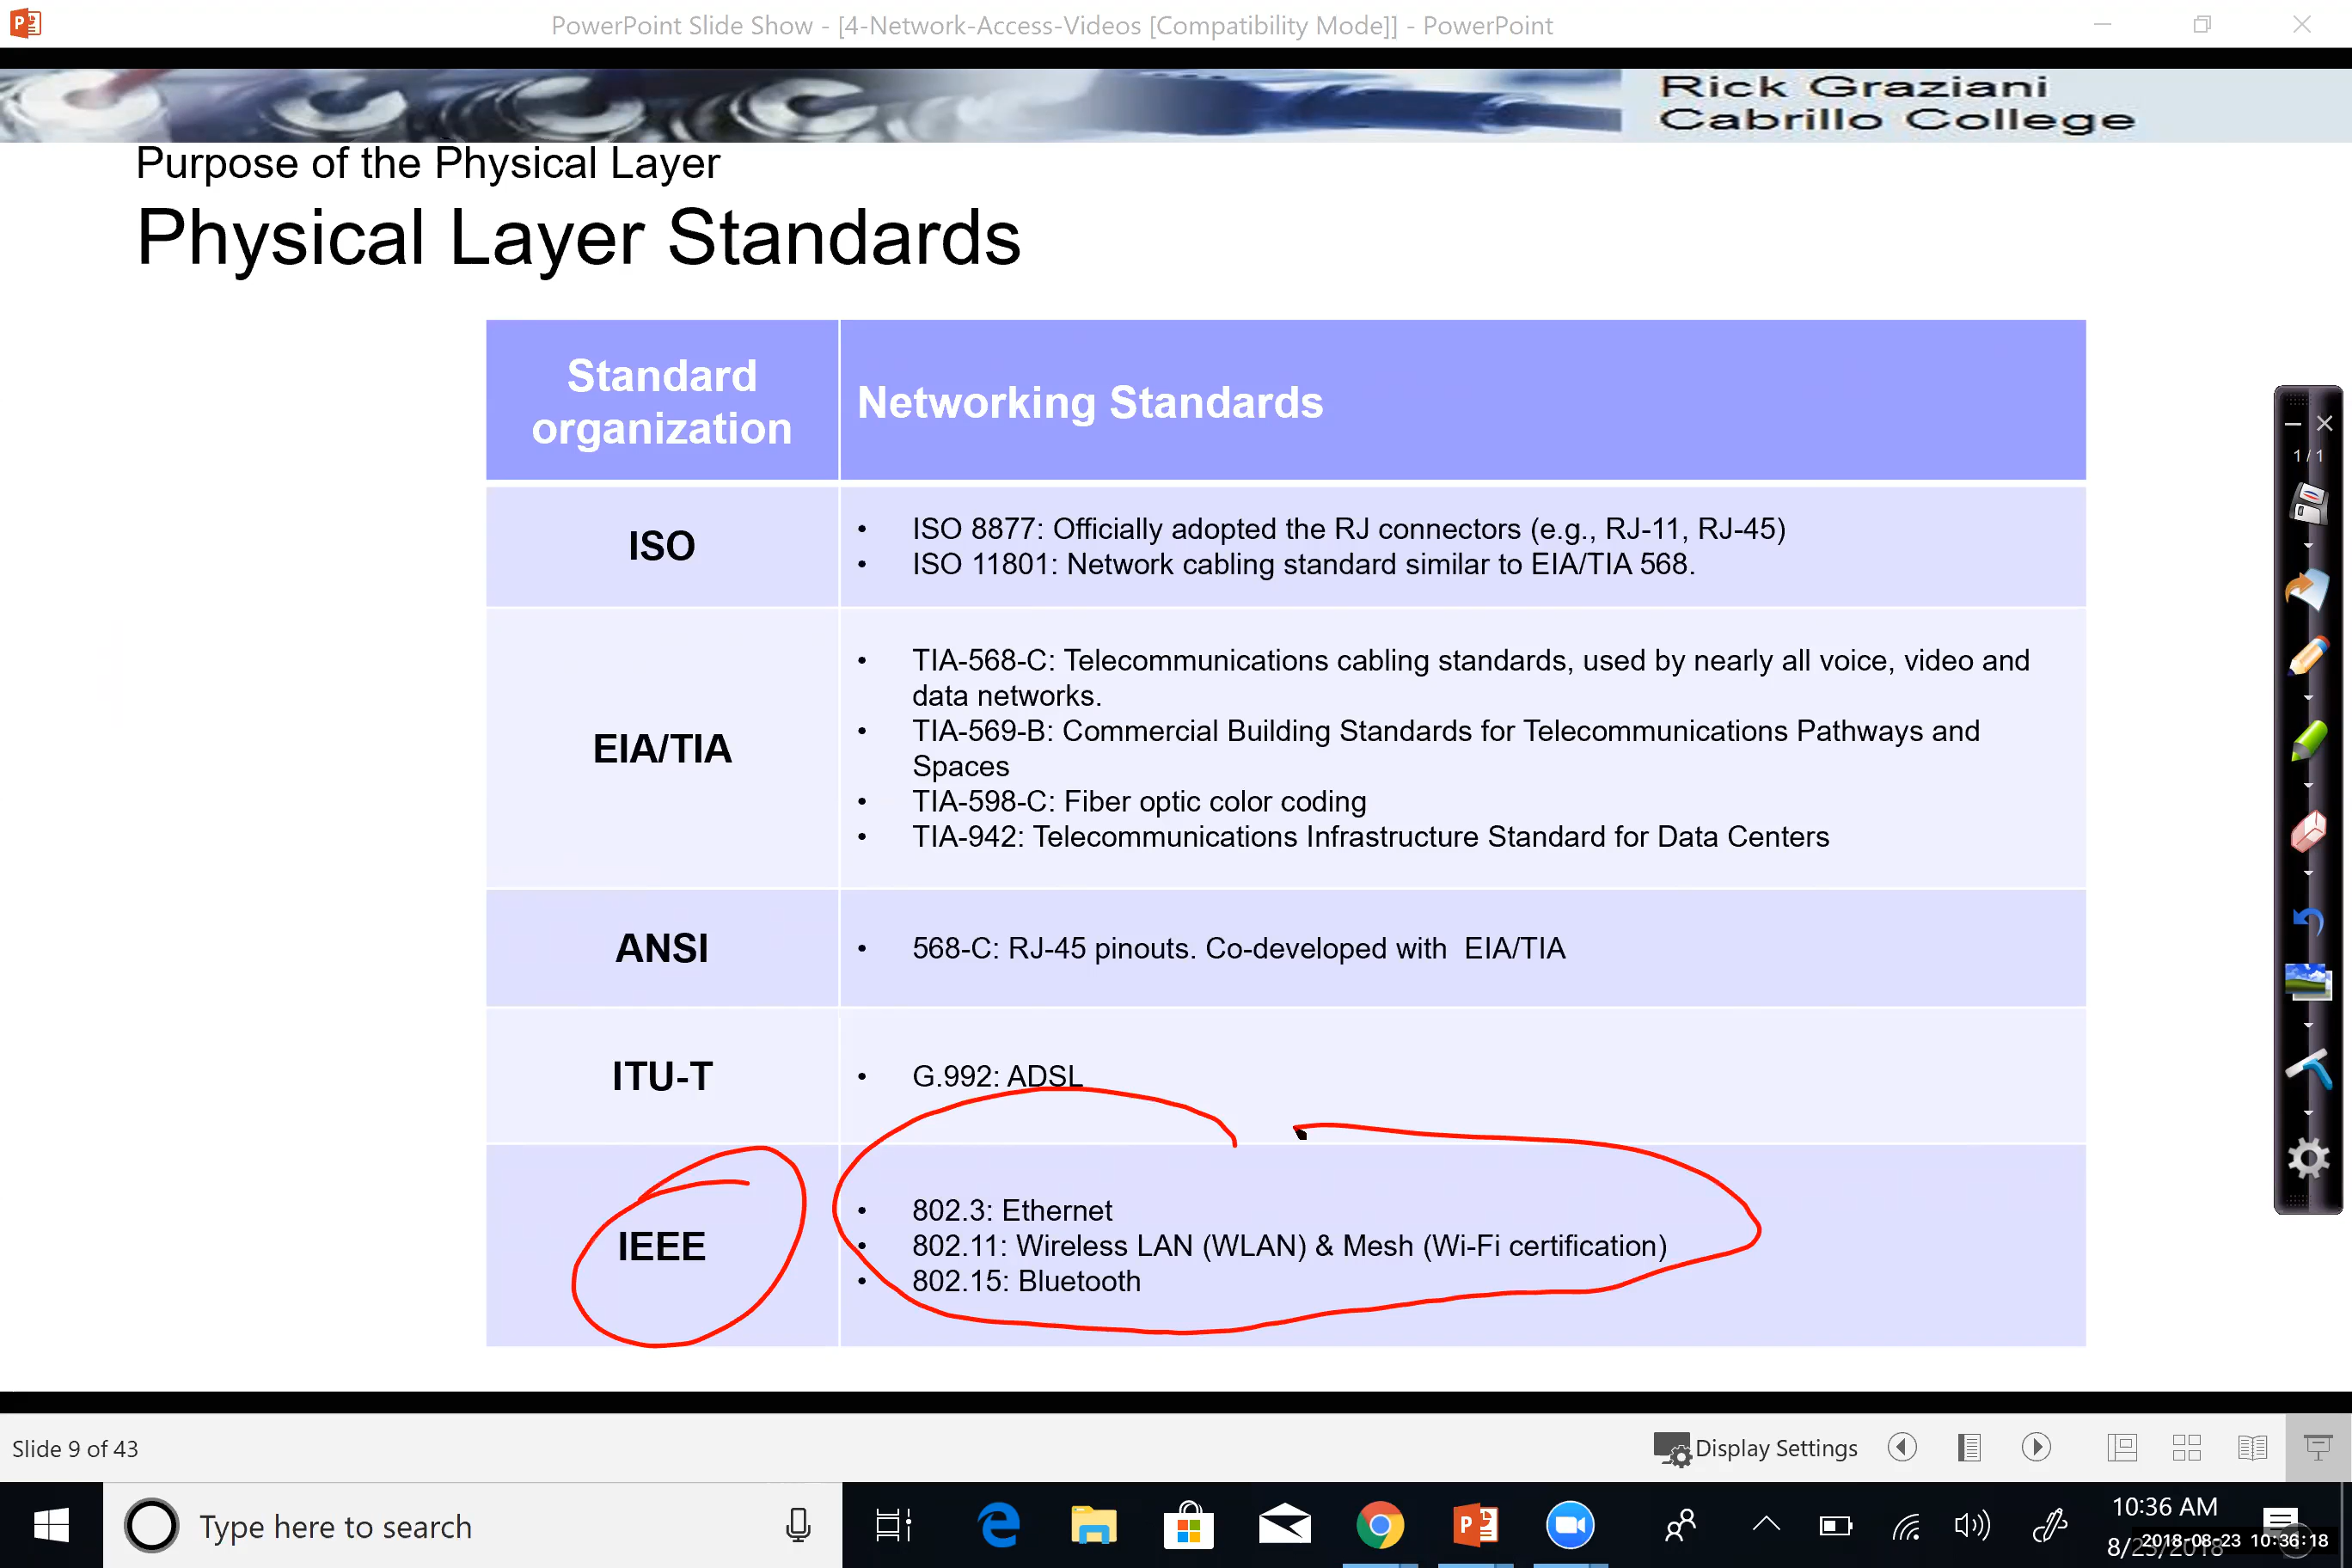 PowerPoint Slide Show - [4-Network-Access-Videos [Compatibility Mode]] - PowerPoint
Rick Graziani
Cabrillo College
Purpose of the Physical Layer
Physical Layer Standards
Standard
organization
Networking Standards
ISO
• ISO 8877: Officially adopted the RJ connectors (e.g., RJ-11, RJ-45)
• ISO 11801: Network cabling standard similar to EIA/TIA 568.
EIA/TIA
• TIA-568-C: Telecommunications cabling standards, used by nearly all voice, video and
data networks.
• TIA-569-B: Commercial Building Standards for Telecommunications Pathways and
Spaces
• TIA-598-C: Fiber optic color coding
• TIA-942: Telecommunications Infrastructure Standard for Data Centers
ANSI
• 568-C: RJ-45 pinouts. Co-developed with  EIA/TIA
ITU-T
• G.992: ADSL
IEEE
• 802.3: Ethernet
• 802.11: Wireless LAN (WLAN) & Mesh (Wi-Fi certification)
• 802.15: Bluetooth
1 / 1
Slide 9 of 43
Display Settings
Type here to search
10:36 AM
8/23/2018
2018-08-23 10:36:18